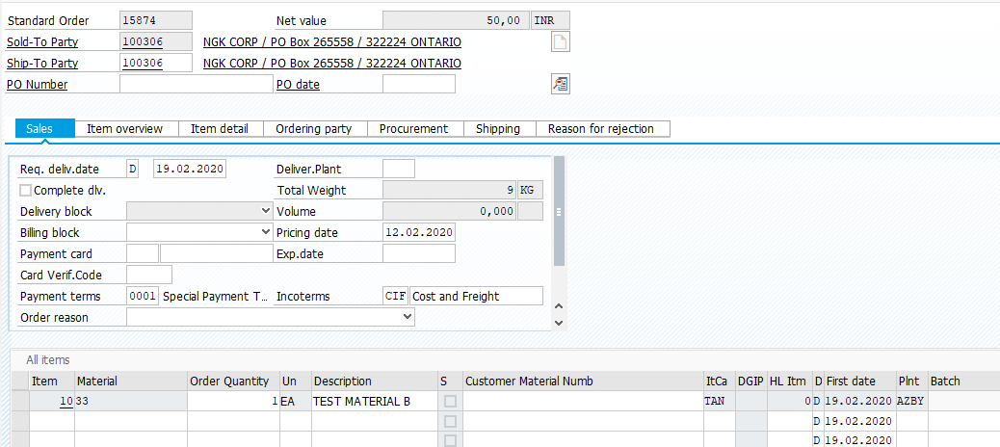 Standard Order 15874 Net value 50,00 INR
Sold-To Party 100306 NGK CORP / PO Box 265558 / 322224 ONTARIO
Ship-To Party 100306 NGK CORP / PO Box 265558 / 322224 ONTARIO
PO Number PO date
Sales Item overview Item detail Ordering party Procurement Shipping Reason for rejection
Req. deliv.date D 19.02.2020 Deliver.Plant
Complete dlv. Total Weight 9 KG
Delivery block Volume 0,000
Billing block Pricing date 12.02.2020
Payment card Exp.date
Card Verif.Code
Payment terms 0001 Special Payment T... Incoterms CIF Cost and Freight
Order reason
All items
Item Material Order Quantity Un Description S Customer Material Numb ItCa DGIP HL Itm D First date Plnt Batch
10 33 1 EA TEST MATERIAL B TAN 0 D 19.02.2020 AZBY
D 19.02.2020
D 19.02.2020